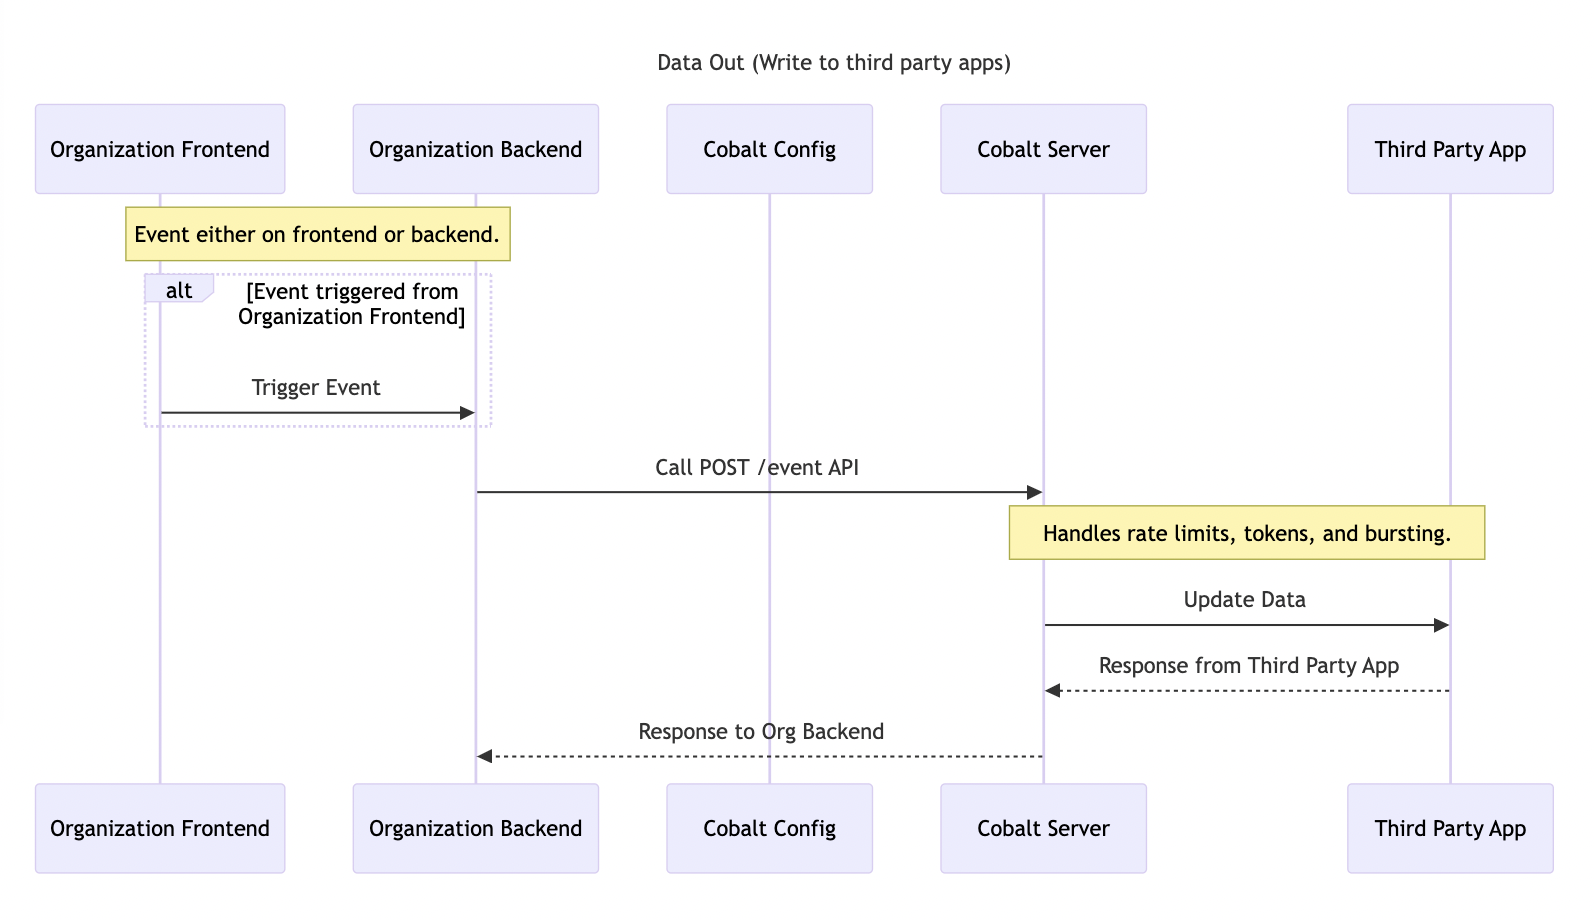 Data Out (Write to third party apps)
Organization Frontend
Organization Backend
Cobalt Config
Cobalt Server
Third Party App
Event either on frontend or backend.
alt
[Event triggered from
Organization Frontend]
Trigger Event
Call POST /event API
Handles rate limits, tokens, and bursting.
Update Data
Response from Third Party App
Response to Org Backend
Organization Frontend
Organization Backend
Cobalt Config
Cobalt Server
Third Party App